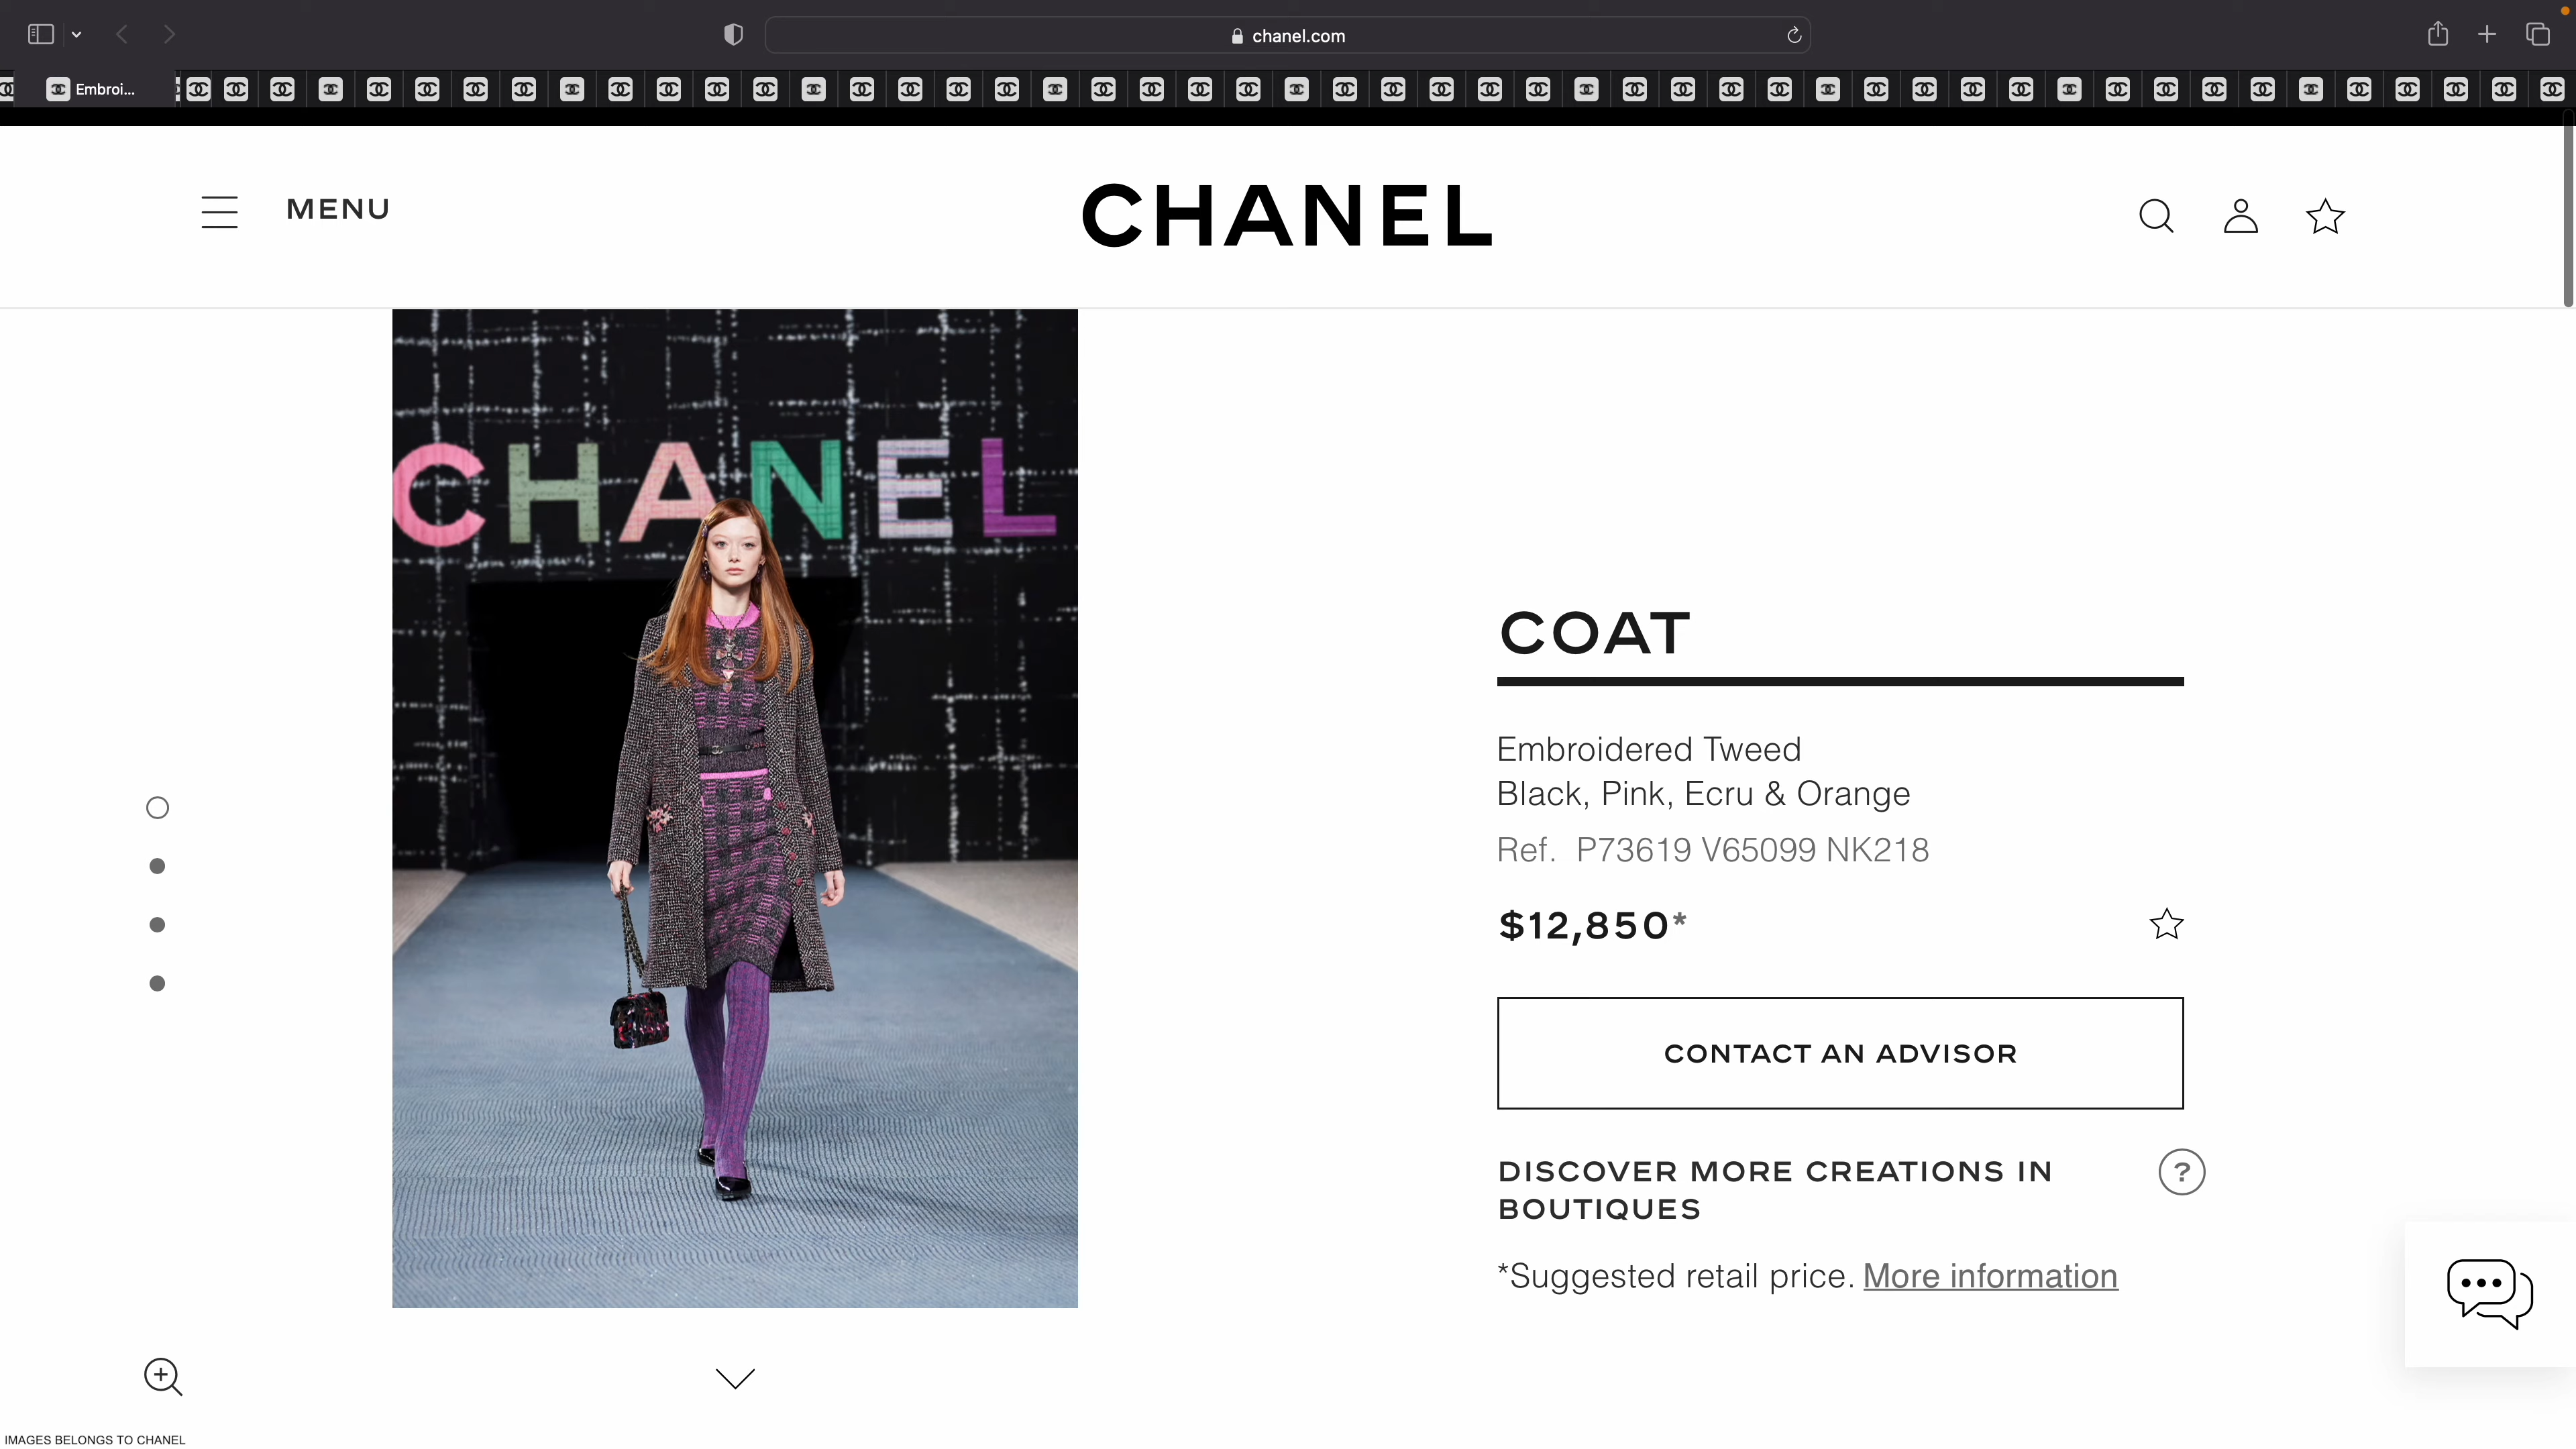 chanel.com
Embroi...
MENU
CHANEL
CHANEL
COAT
Embroidered Tweed
Black, Pink, Ecru & Orange
Ref. P73619 V65099 NK218
$12,850*
CONTACT AN ADVISOR
DISCOVER MORE CREATIONS IN
BOUTIQUES
?
*Suggested retail price. More information
IMAGES BELONGS TO CHANEL